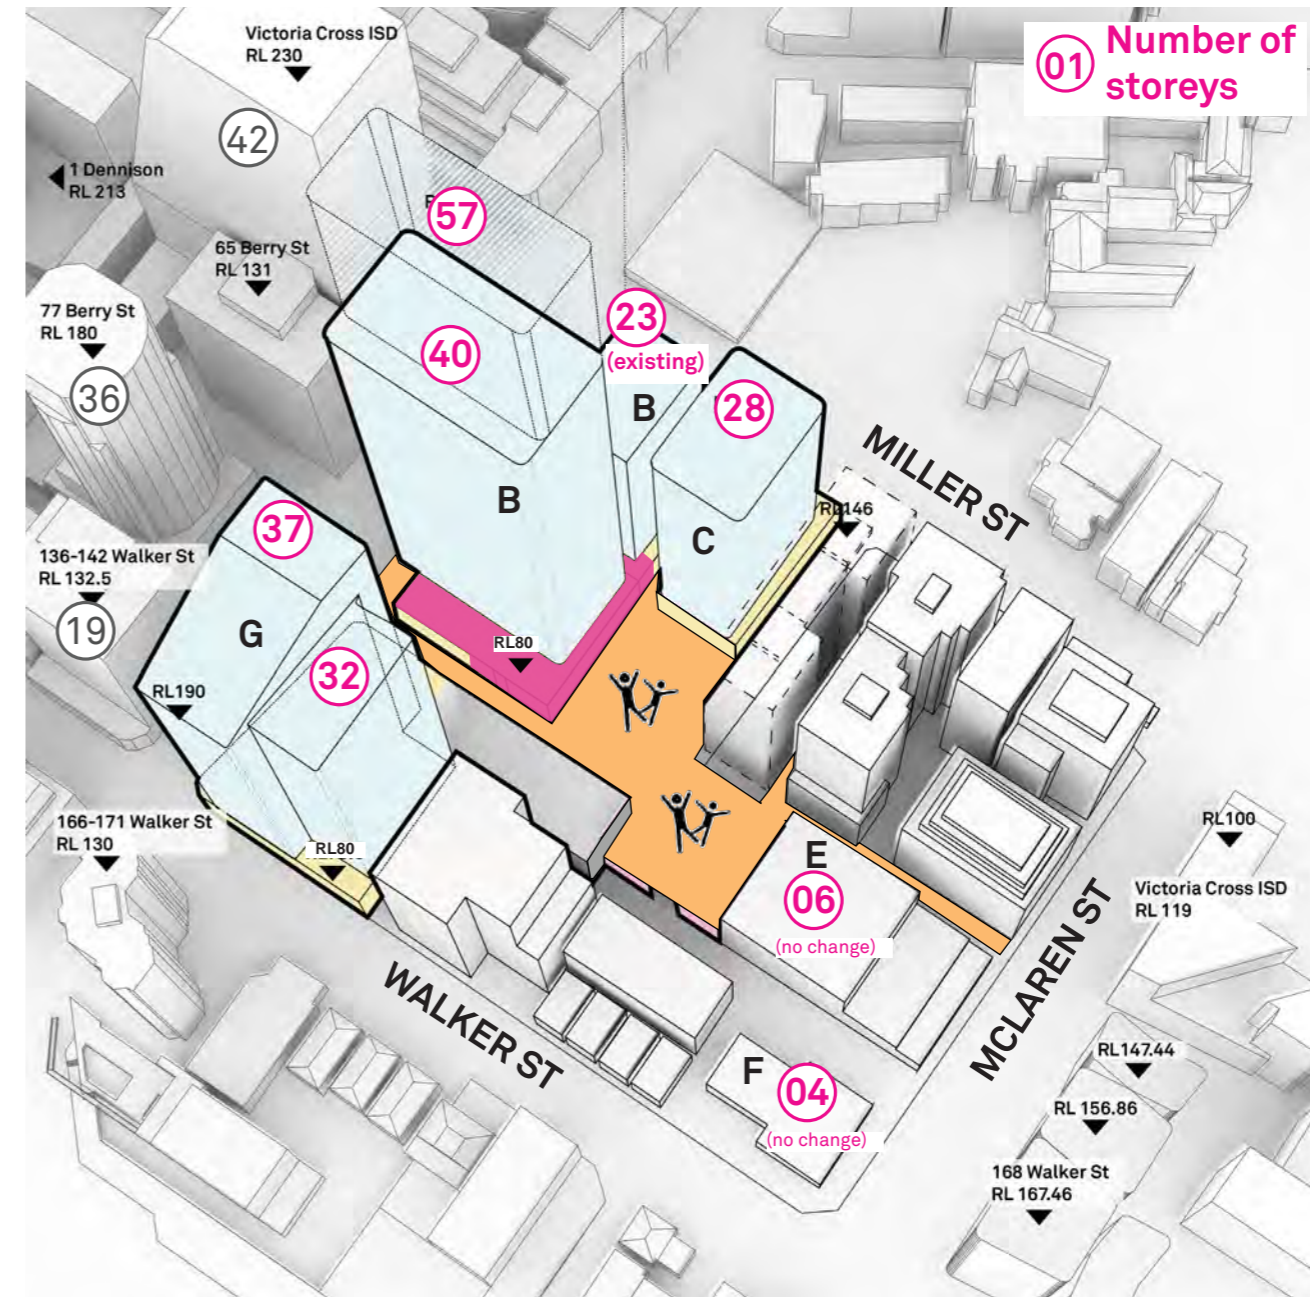 Victoria Cross ISD
RL 230
01
Number of
storeys
42
1 Dennison
RL 213
57
65 Berry St
RL 131
77 Berry St
RL 180
36
40
23
(existing)
B
28
MILLER ST
B
C
RL146
37
136-142 Walker St
RL 132.5
19
G
RL80
32
RL190
166-171 Walker St
RL 130
RL80
E
06
(no change)
RL100
Victoria Cross ISD
RL 119
WALKER ST
MCLAREN ST
F
04
(no change)
RL147.44
RL 156.86
168 Walker St
RL 167.46